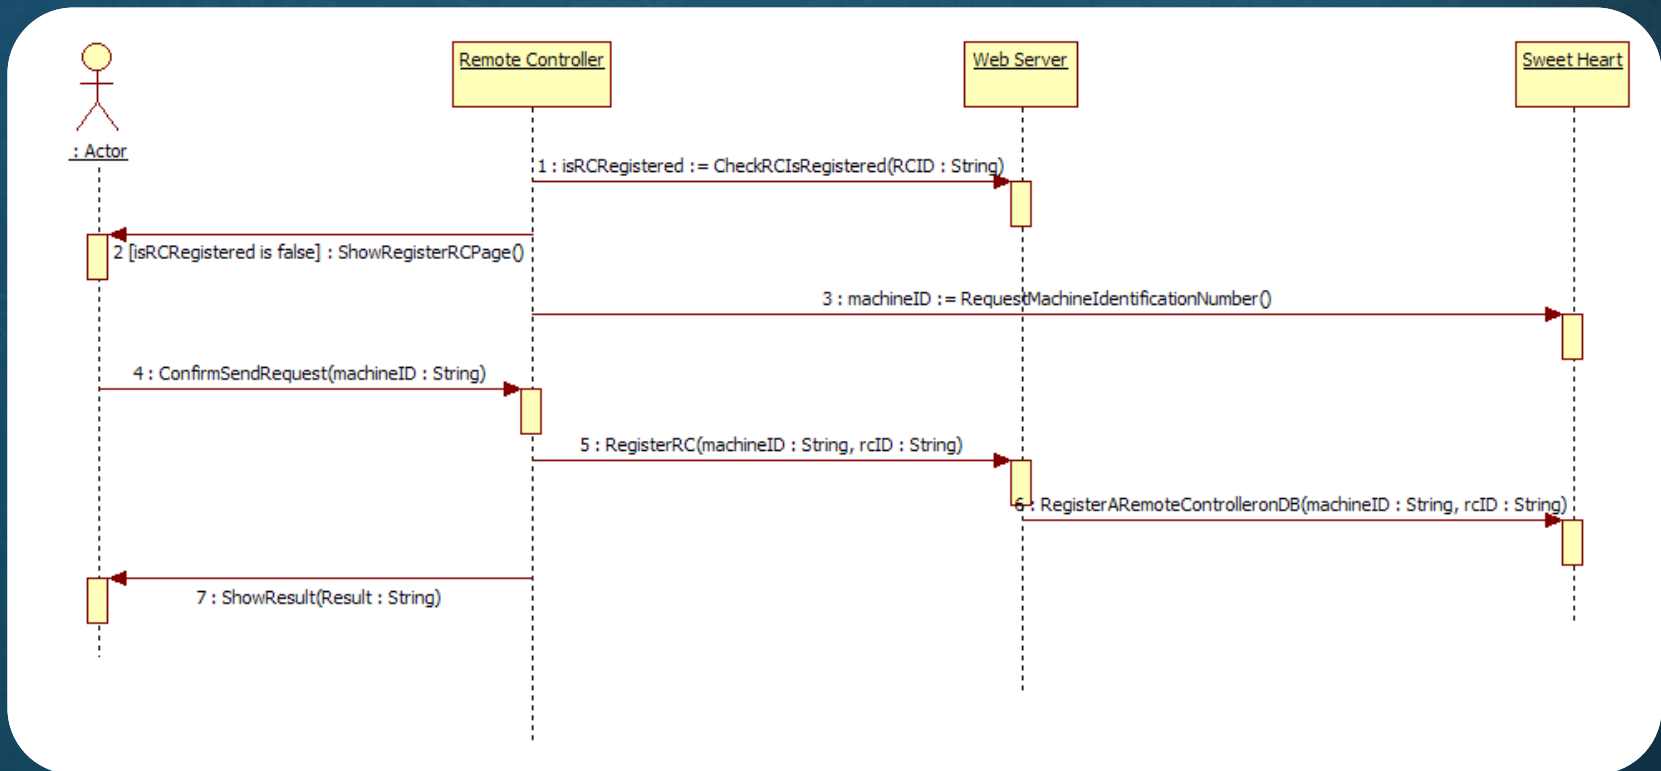 Remote Controller
Web Server
Sweet Heart
: Actor
1 : isRCRegistered := CheckRCIsRegistered(RCID : String)
2 [isRCRegistered is false] : ShowRegisterRCPage()
3 : machineID := RequestMachineIdentificationNumber()
4 : ConfirmSendRequest(machineID : String)
5 : RegisterRC(machineID : String, rcID : String)
6 : RegisterARemoteControlleronDB(machineID : String, rcID : String)
7 : ShowResult(Result : String)